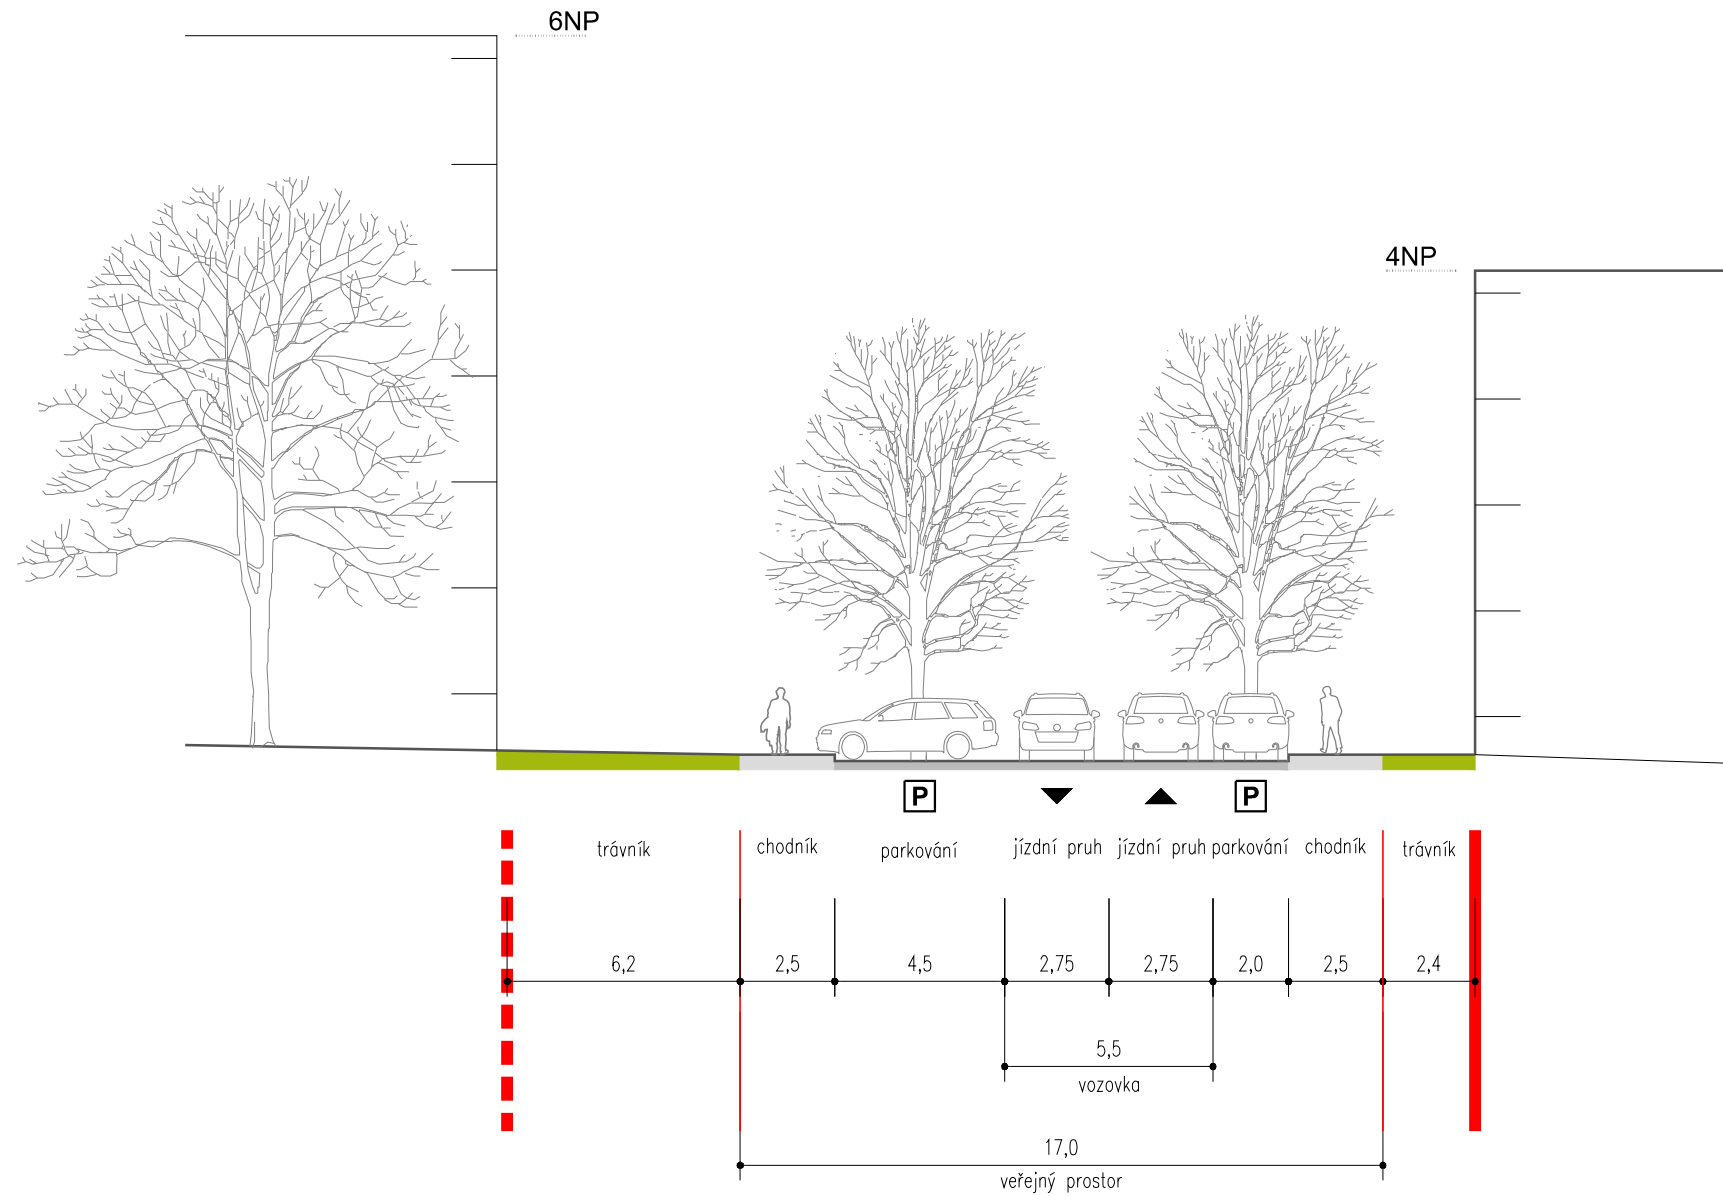 6NP
4NP
P P
trávník chodník parkování jízdní pruh jízdní pruh parkování chodník trávník
6,2 2,5 4,5 2,75 2,75 2,0 2,5 2,4
5,5
vozovka
17,0
veřejný prostor